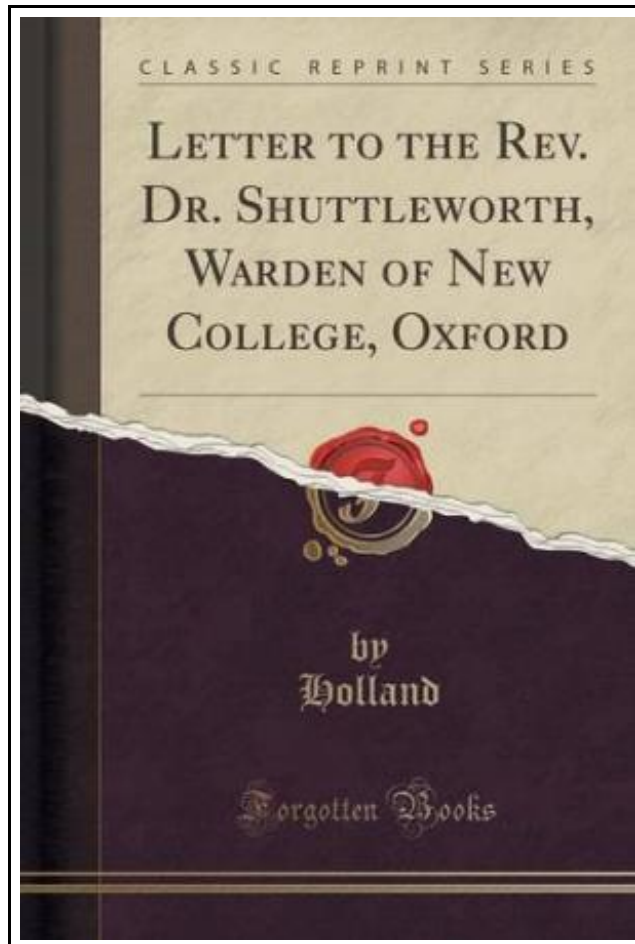 CLASSIC REPRINT SERIES
LETTER TO THE REV.
DR. SHUTTLEWORTH,
WARDEN OF NEW
COLLEGE, OXFORD
by
Holland
Forgotten Books